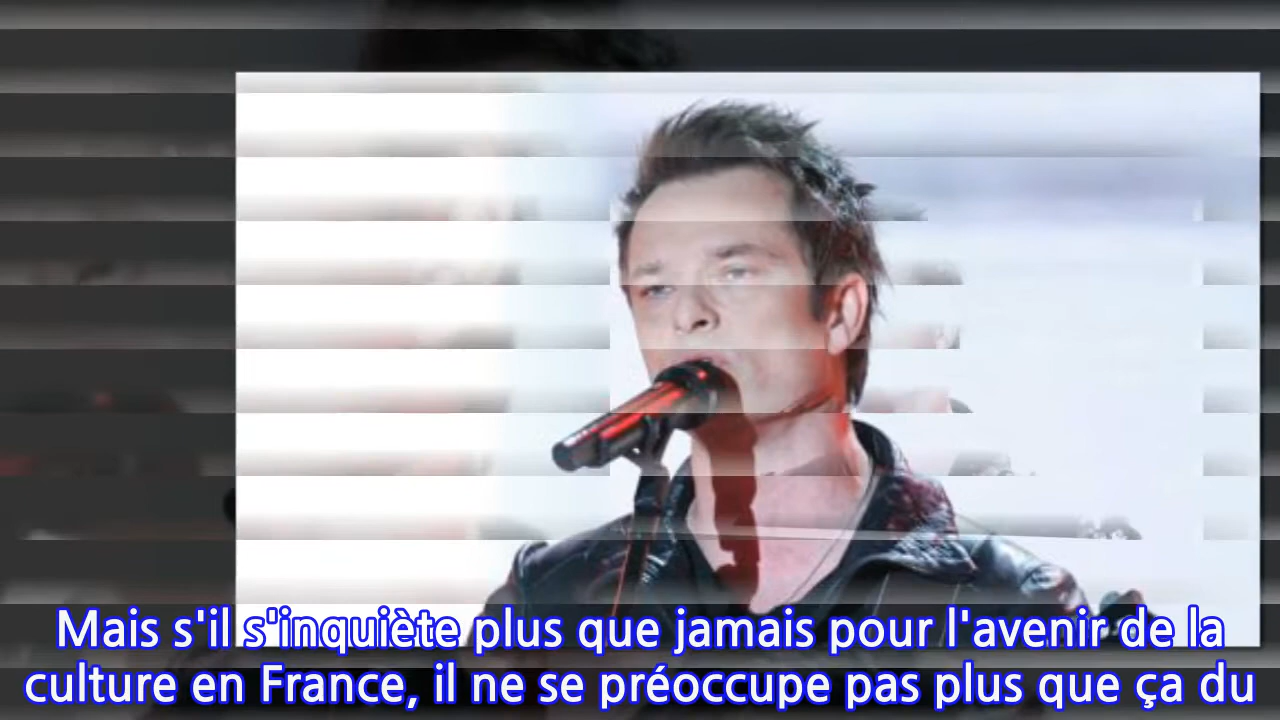 Mais s'il s'inquiète plus que jamais pour l'avenir de la
culture en France, il ne se préoccupe pas plus que ça du